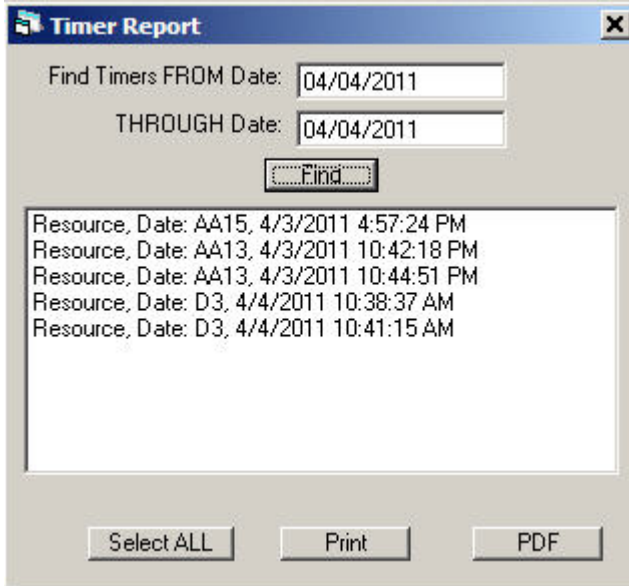 Timer Report
Find Timers FROM Date: 04/04/2011
THROUGH Date: 04/04/2011
Find
Resource, Date: AA15, 4/3/2011 4:57:24 PM
Resource, Date: AA13, 4/3/2011 10:42:18 PM
Resource, Date: AA13, 4/3/2011 10:44:51 PM
Resource, Date: D3, 4/4/2011 10:38:37 AM
Resource, Date: D3, 4/4/2011 10:41:15 AM
Select ALL Print PDF